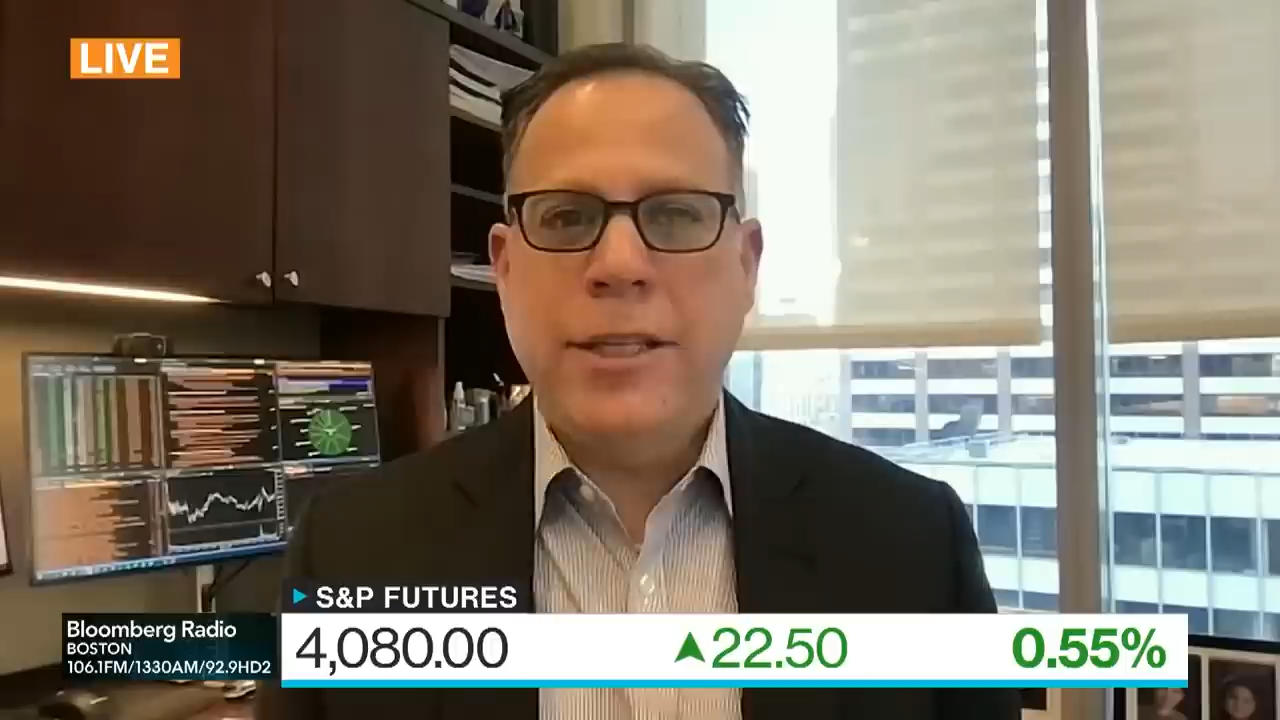 LIVE
S&P FUTURES
4,080.00 ▲22.50 0.55%
Bloomberg Radio
BOSTON
106.1FM/1330AM/92.9HD2